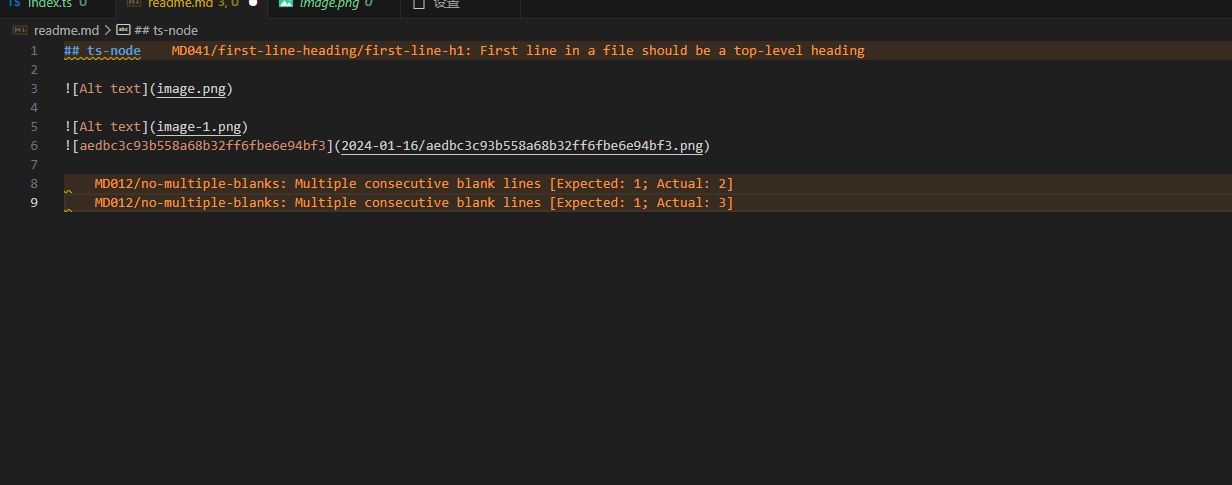 TS index.ts U readme.md 3, U image.png U 设置
readme.md > ## ts-node
1 ## ts-node MD041/first-line-heading/first-line-h1: First line in a file should be a top-level heading
2
3 ![Alt text](image.png)
4
5 ![Alt text](image-1.png)
6 ![aedbc3c93b558a68b32ff6fbe6e94bf3](2024-01-16/aedbc3c93b558a68b32ff6fbe6e94bf3.png)
7
8 MD012/no-multiple-blanks: Multiple consecutive blank lines [Expected: 1; Actual: 2]
9 MD012/no-multiple-blanks: Multiple consecutive blank lines [Expected: 1; Actual: 3]